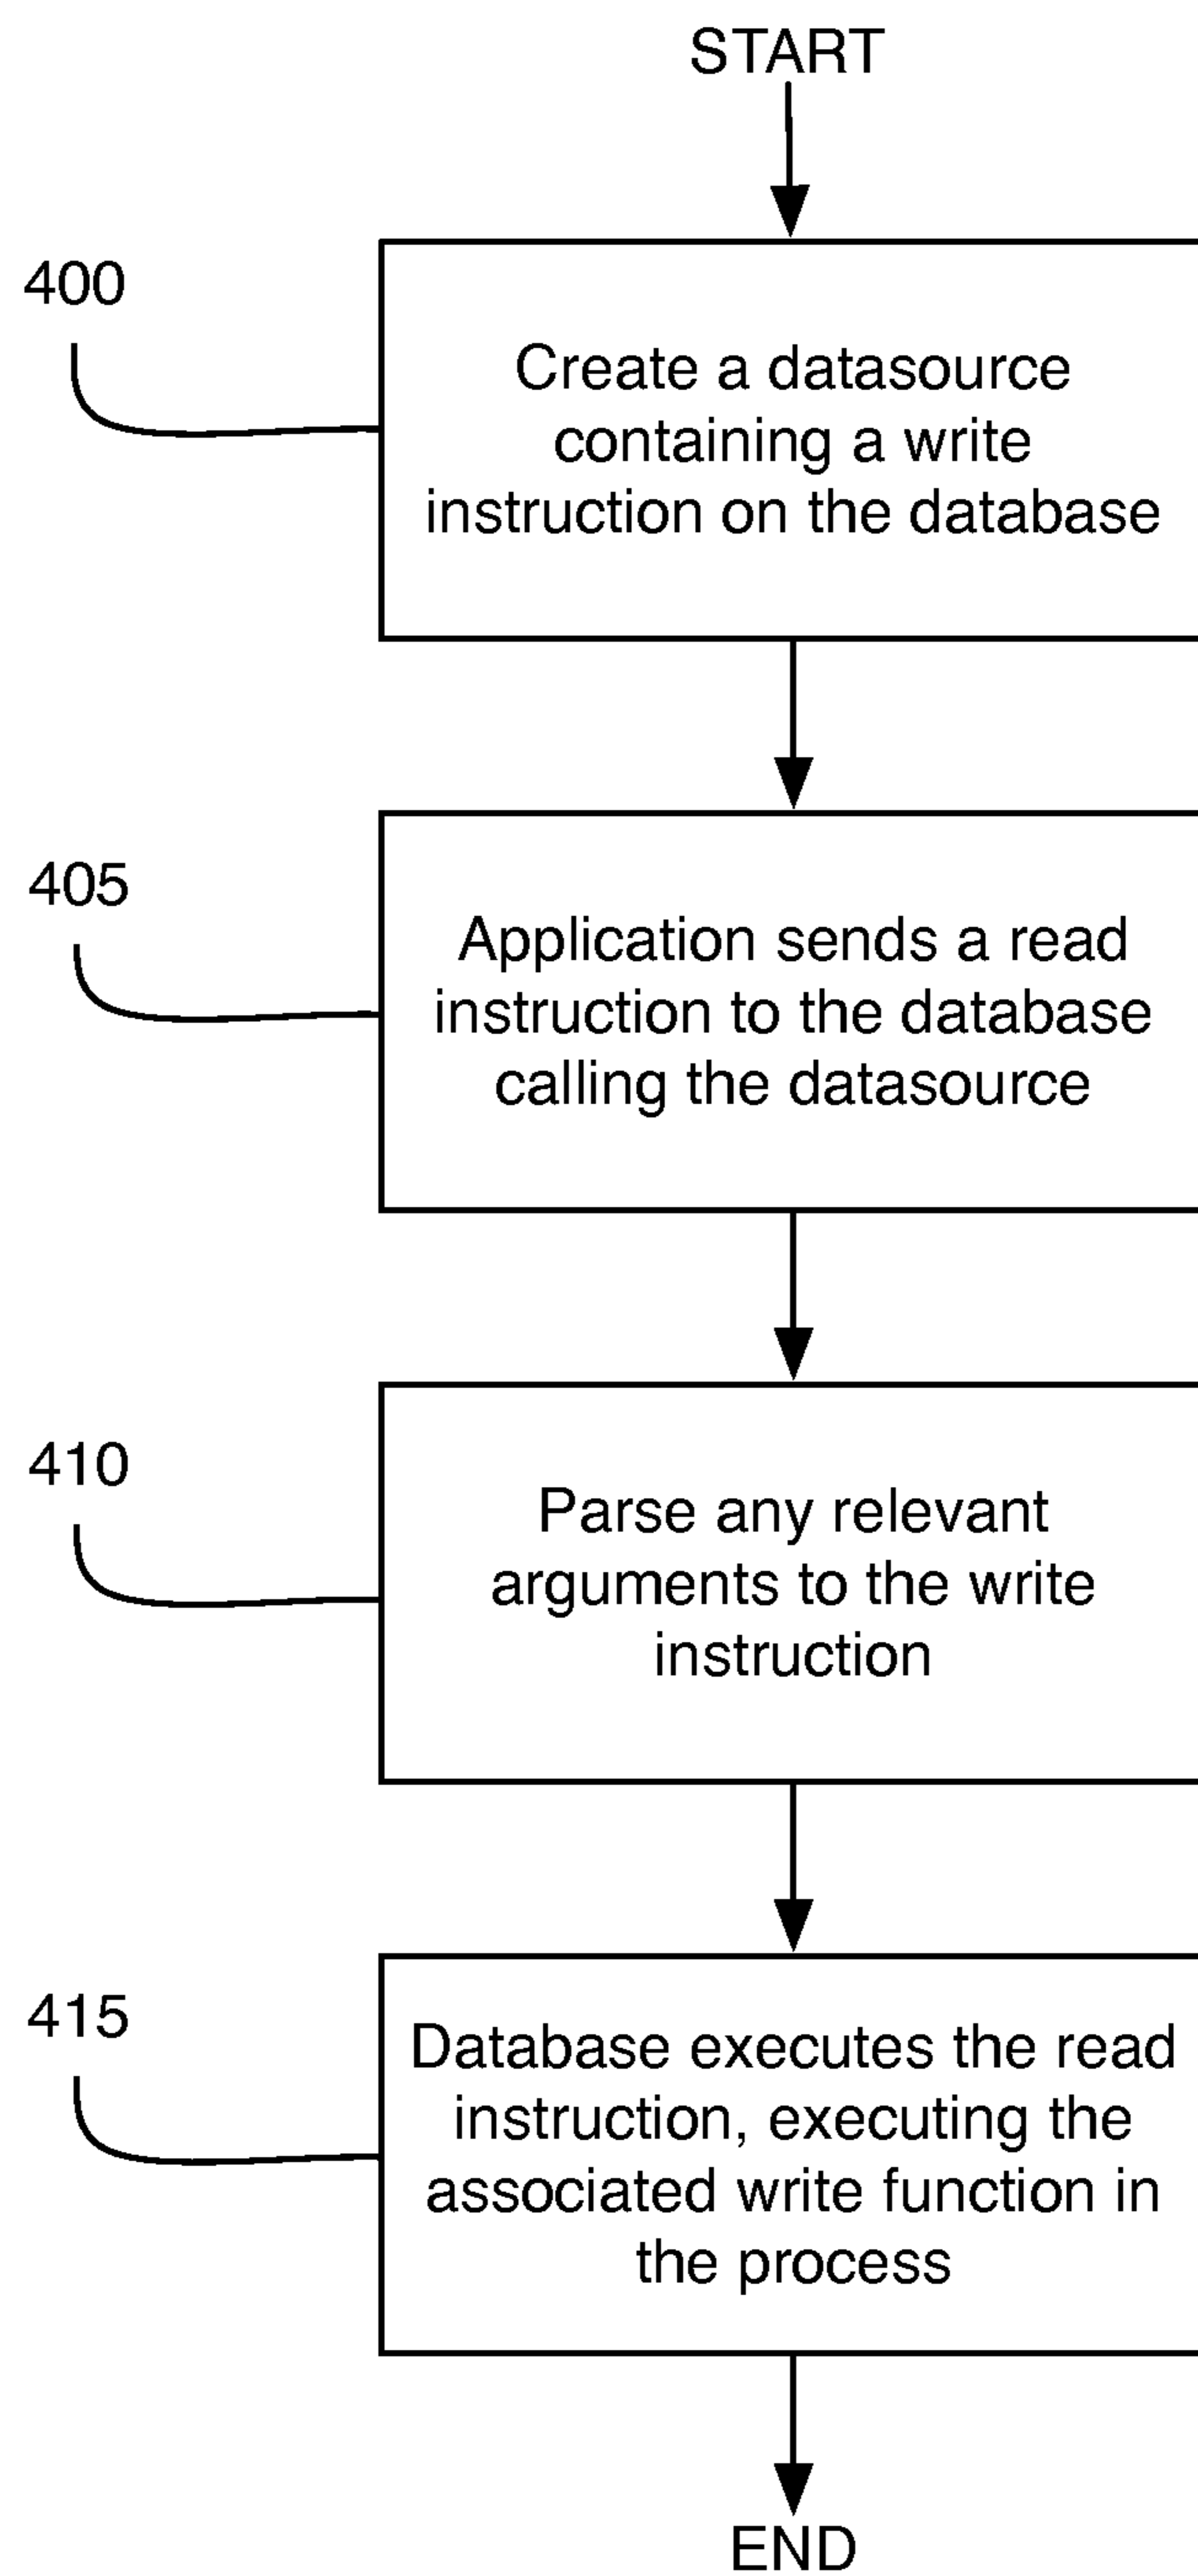 START
400
Create a datasource
containing a write
instruction on the database
405
Application sends a read
instruction to the database
calling the datasource
410
Parse any relevant
arguments to the write
instruction
415
Database executes the read
instruction, executing the
associated write function in
the process
END